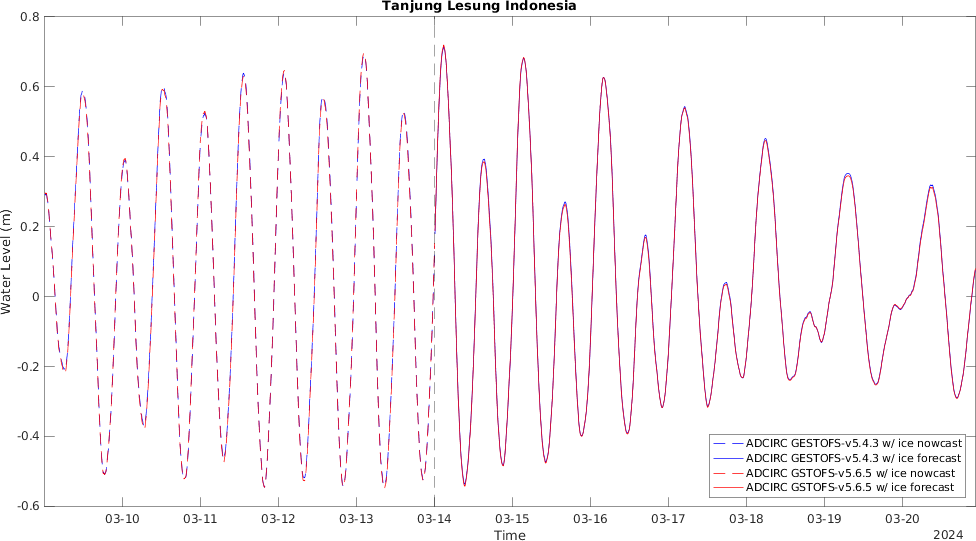 Tanjung Lesung Indonesia
0.8
0.6
0.4
0.2
0
-0.2
-0.4
-0.6
Water Level (m)
ADCIRC GESTOFS-v5.4.3 w/ ice nowcast
ADCIRC GESTOFS-v5.4.3 w/ ice forecast
ADCIRC GSTOFS-v5.6.5 w/ ice nowcast
ADCIRC GSTOFS-v5.6.5 w/ ice forecast
03-10 03-11 03-12 03-13 03-14 03-15 03-16 03-17 03-18 03-19 03-20
Time
2024